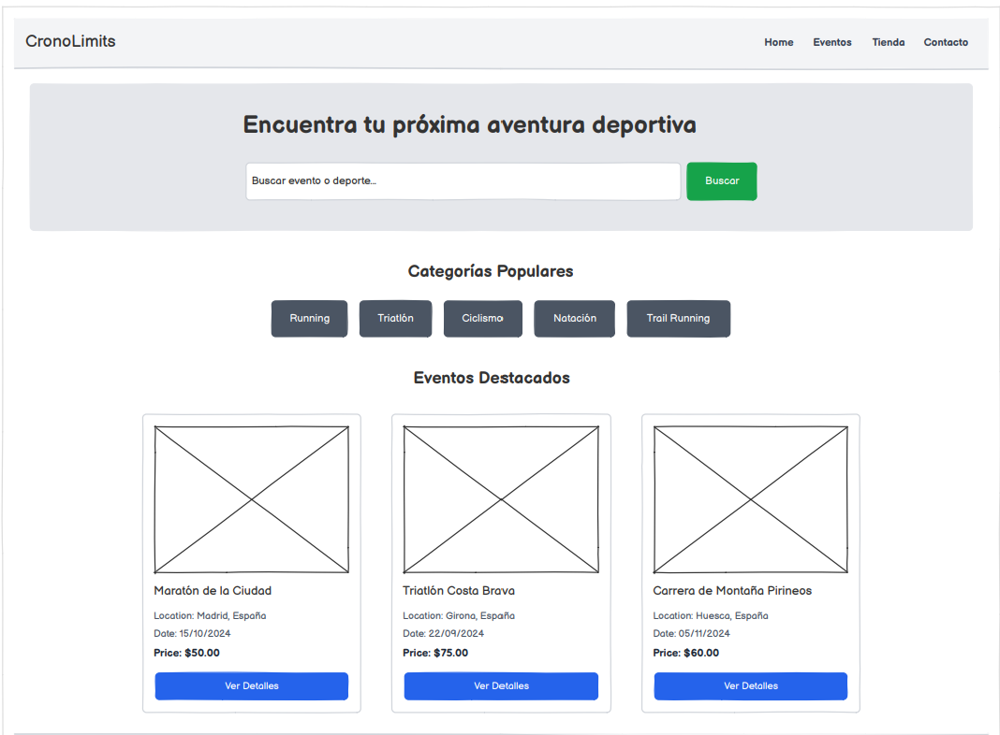 CronoLimits
Home Eventos Tienda Contacto
Encuentra tu próxima aventura deportiva
Buscar evento o deporte...
Buscar
Categorías Populares
Running Triatlón Ciclismo Natación Trail Running
Eventos Destacados
Maratón de la Ciudad
Location: Madrid, España
Date: 15/10/2024
Price: $50.00
Ver Detalles
Triatlón Costa Brava
Location: Girona, España
Date: 22/09/2024
Price: $75.00
Ver Detalles
Carrera de Montaña Pirineos
Location: Huesca, España
Date: 05/11/2024
Price: $60.00
Ver Detalles